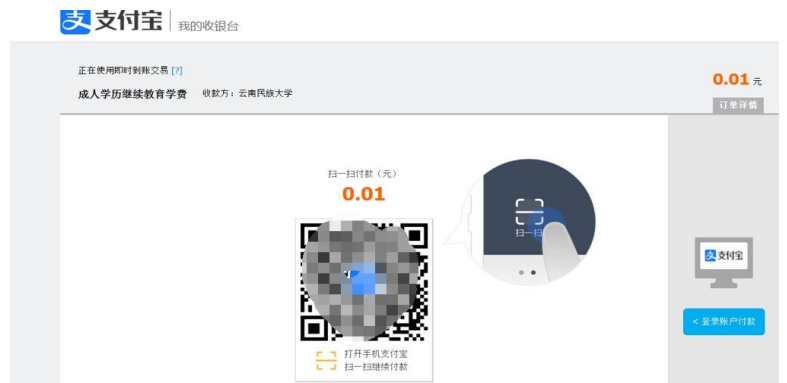 支付宝 我的收银台
正在使用即时到账交易 [?]
0.01 元
成人学历继续教育学费 收款方：云南民族大学
订单详情
扫一扫付款（元）
0.01
扫一扫
支付宝
打开手机支付宝
扫一扫继续付款
< 登录账户付款